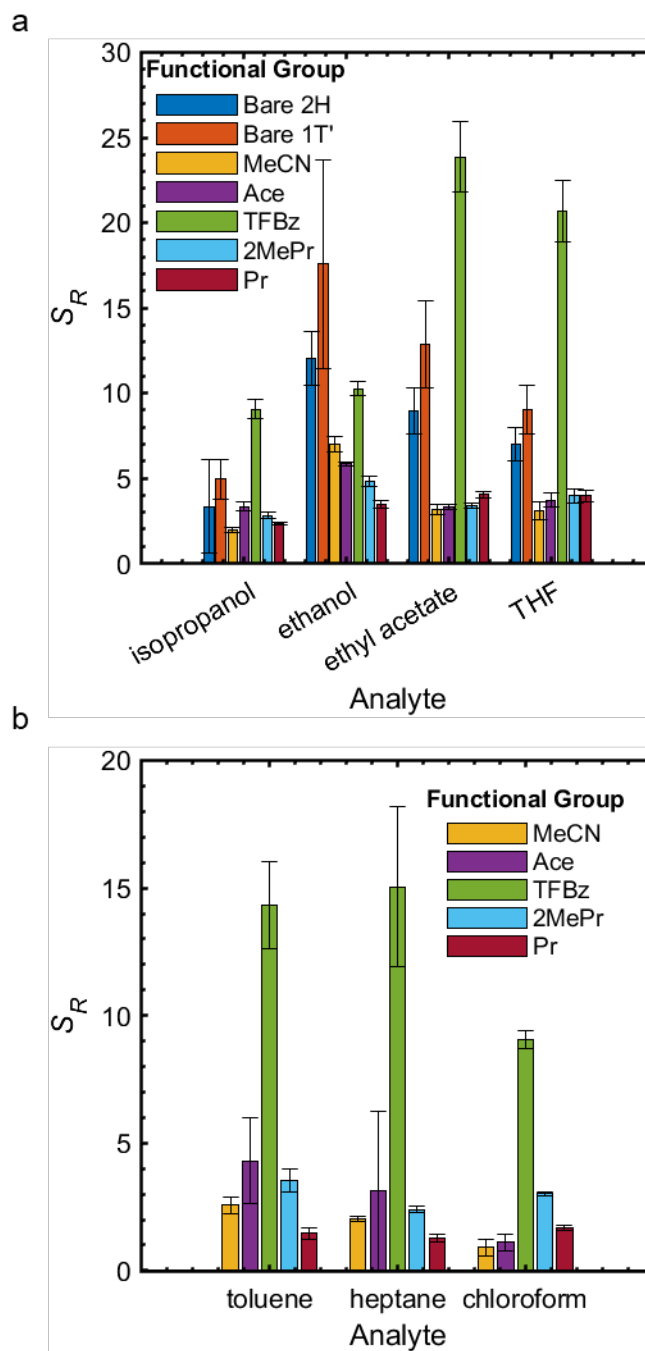 a
30
25
20
15
10
5
0
S_R
Functional Group
Bare 2H
Bare 1T'
MeCN
Ace
TFBz
2MePr
Pr
isopropanol
ethanol
ethyl acetate
THF
Analyte
b
20
15
10
5
0
S_R
Functional Group
MeCN
Ace
TFBz
2MePr
Pr
toluene
heptane
chloroform
Analyte